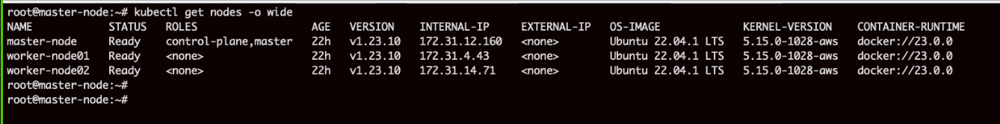 root@master-node:~# kubectl get nodes -o wide
NAME STATUS ROLES AGE VERSION INTERNAL-IP EXTERNAL-IP OS-IMAGE KERNEL-VERSION CONTAINER-RUNTIME
master-node Ready control-plane,master 22h v1.23.10 172.31.12.160 <none> Ubuntu 22.04.1 LTS 5.15.0-1028-aws docker://23.0.0
worker-node01 Ready <none> 22h v1.23.10 172.31.4.43 <none> Ubuntu 22.04.1 LTS 5.15.0-1028-aws docker://23.0.0
worker-node02 Ready <none> 22h v1.23.10 172.31.14.71 <none> Ubuntu 22.04.1 LTS 5.15.0-1028-aws docker://23.0.0
root@master-node:~#
root@master-node:~#